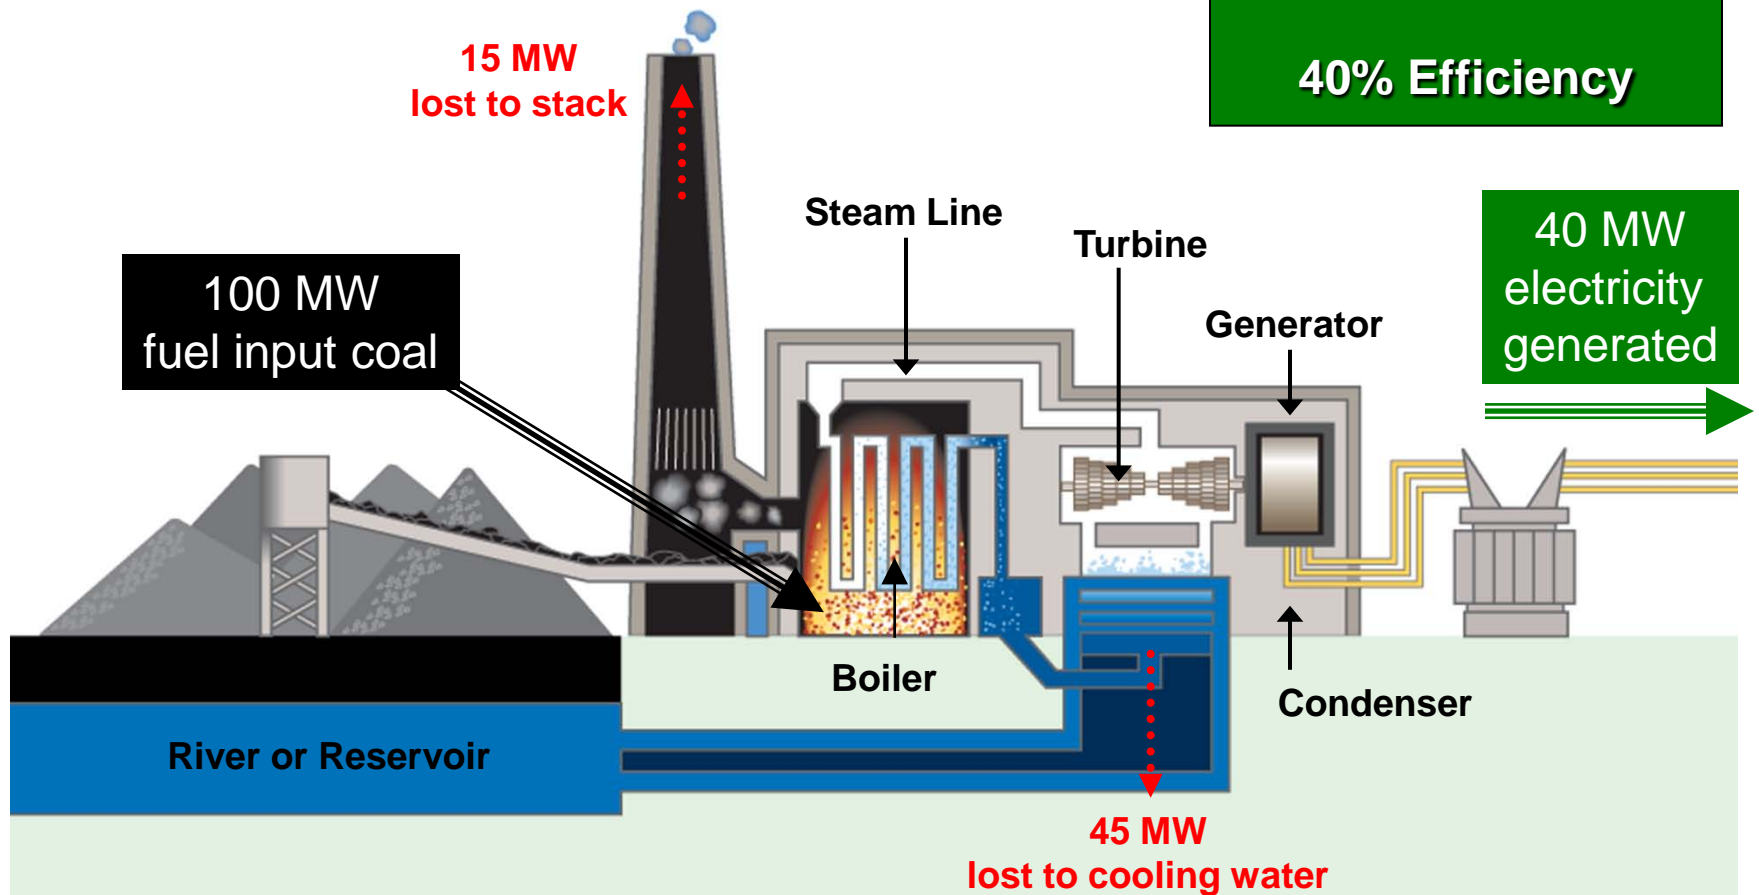 15 MW
lost to stack
40% Efficiency
Steam Line
Turbine
40 MW
electricity
generated
100 MW
fuel input coal
Generator
Boiler
Condenser
River or Reservoir
45 MW
lost to cooling water